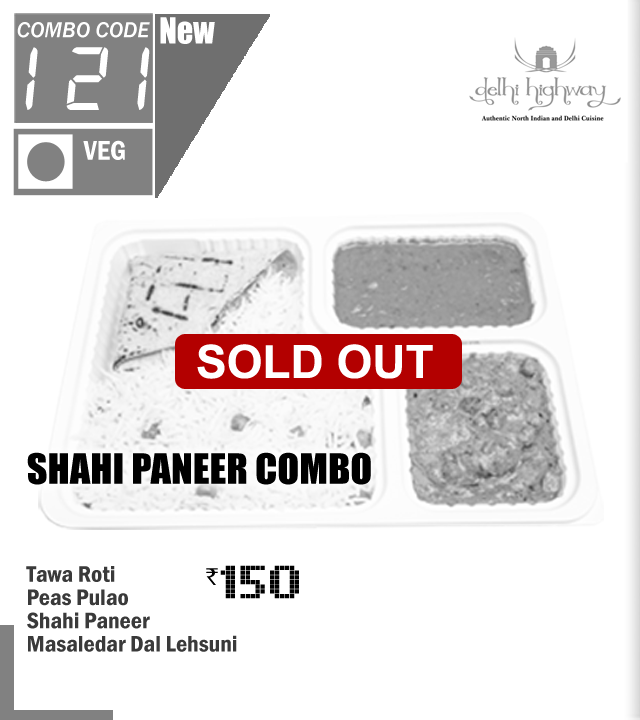 COMBO CODE
New
121
VEG
delhi highway
Authentic North Indian and Delhi Cuisine
SOLD OUT
SHAHI PANEER COMBO
Tawa Roti
₹150
Peas Pulao
Shahi Paneer
Masaledar Dal Lehsuni